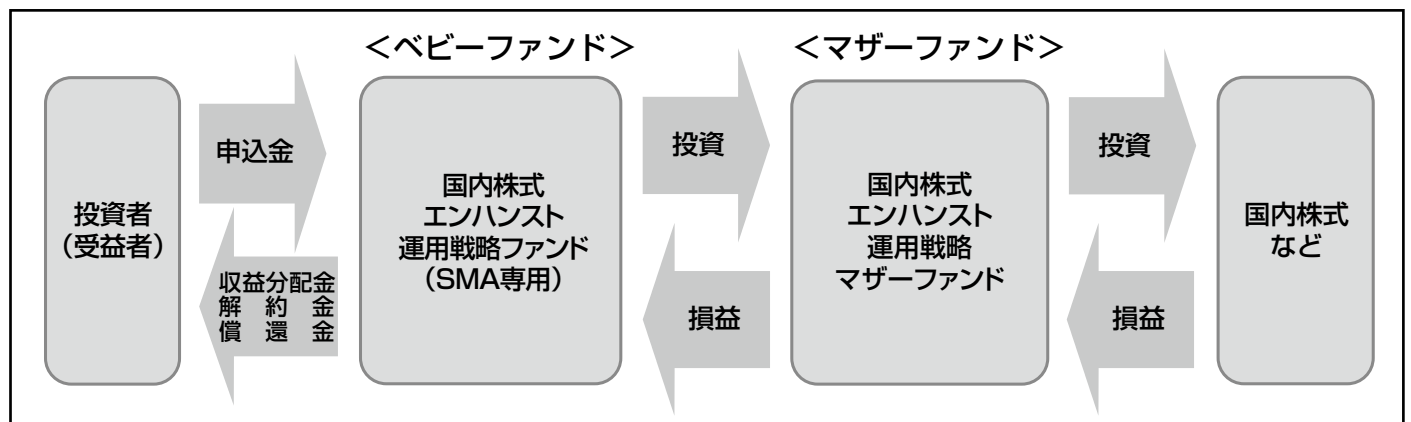 ＜ベビーファンド＞
＜マザーファンド＞
投資者
（受益者）
申込金
収益分配金
解約金
償還金
国内株式
エンハンスト
運用戦略ファンド
（SMA専用）
投資
損益
国内株式
エンハンスト
運用戦略
マザーファンド
投資
損益
国内株式
など